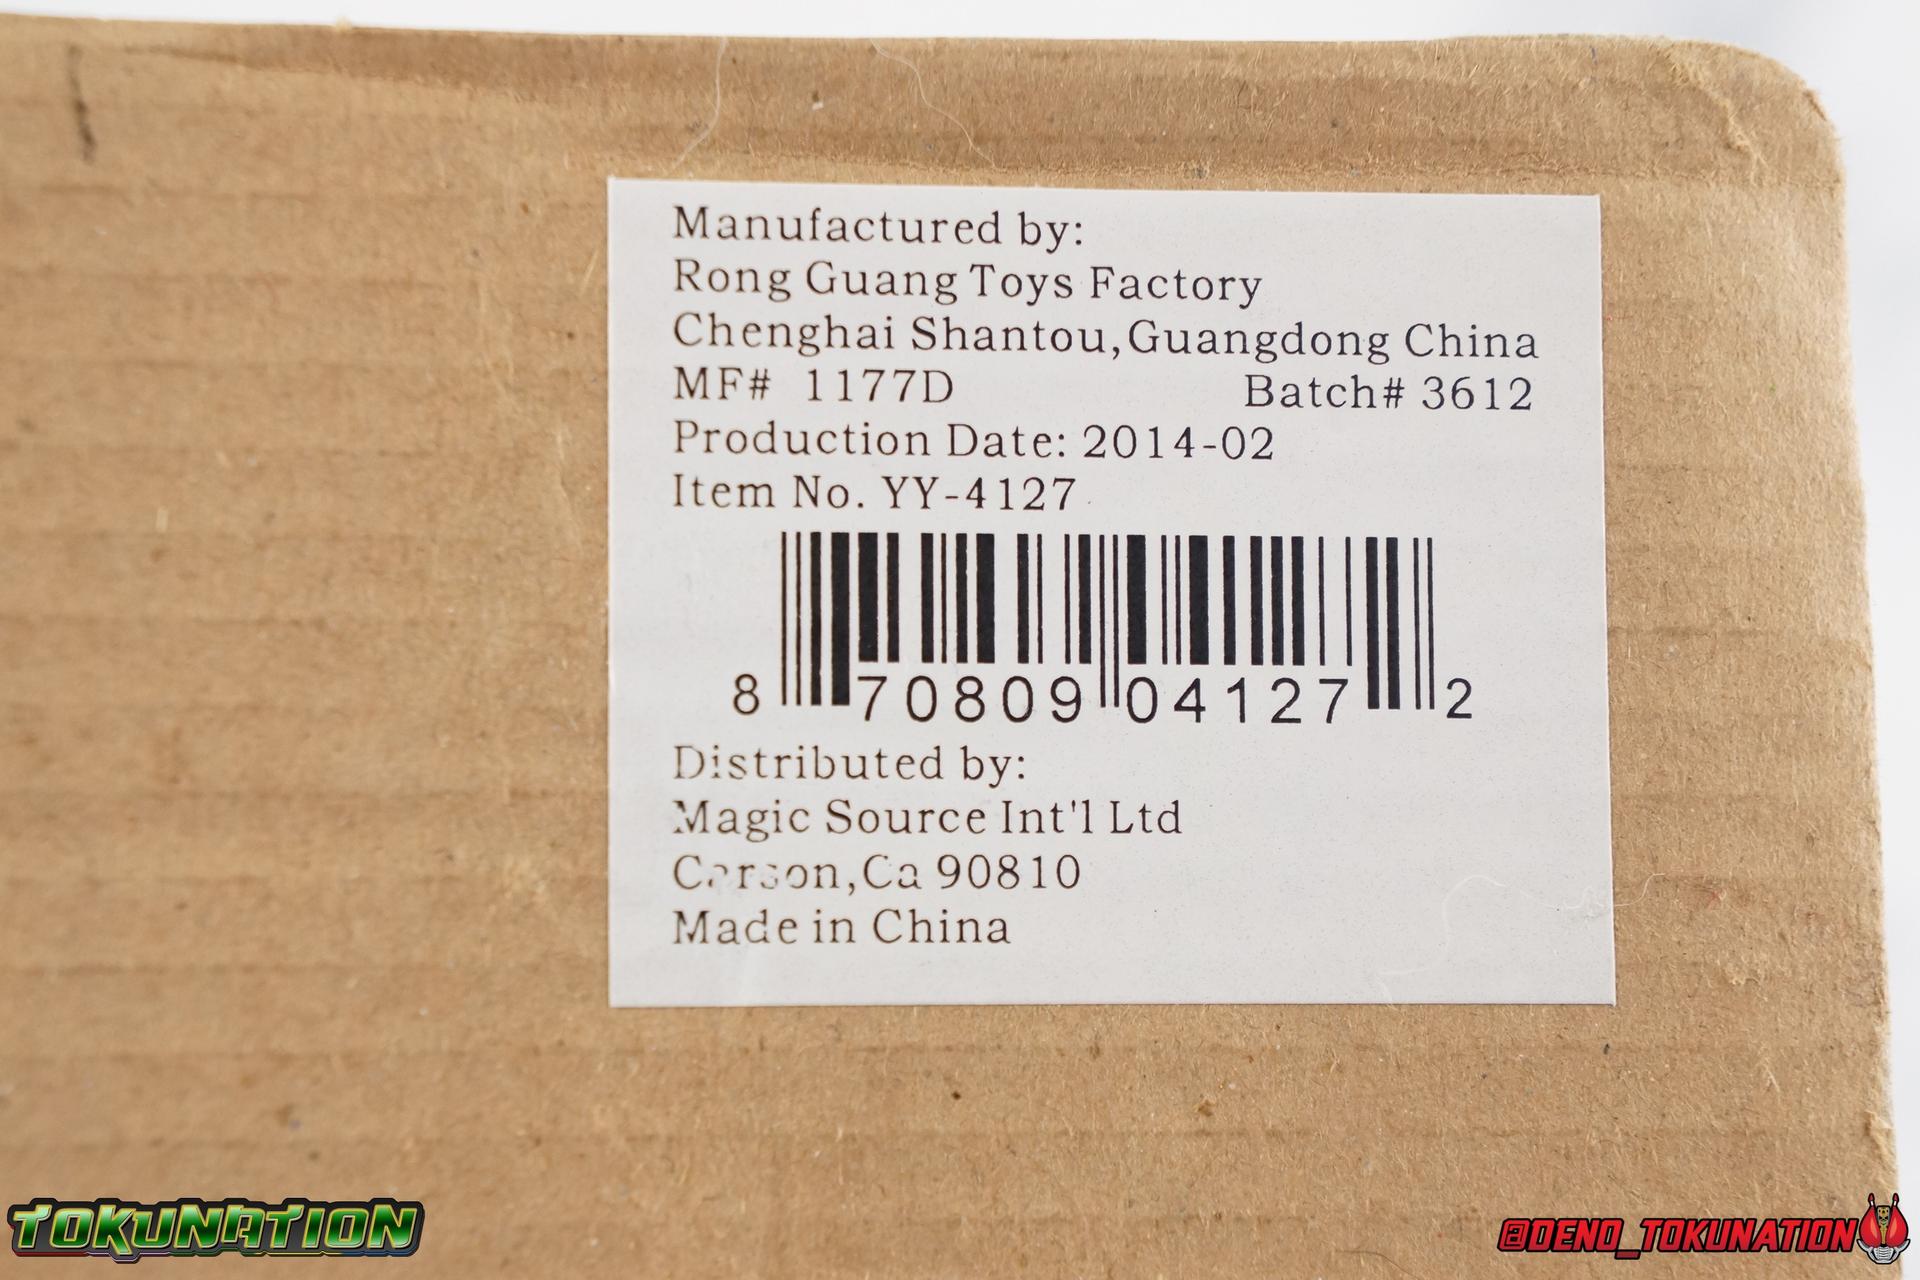 Manufactured by:
Rong Guang Toys Factory
Chenghai Shantou,Guangdong China
MF# 1177D Batch# 3612
Production Date: 2014-02
Item No. YY-4127
8 70809 04127 2
Distributed by:
Magic Source Int'l Ltd
Carson,Ca 90810
Made in China
TOKUNATION
@DENO_TOKUNATION